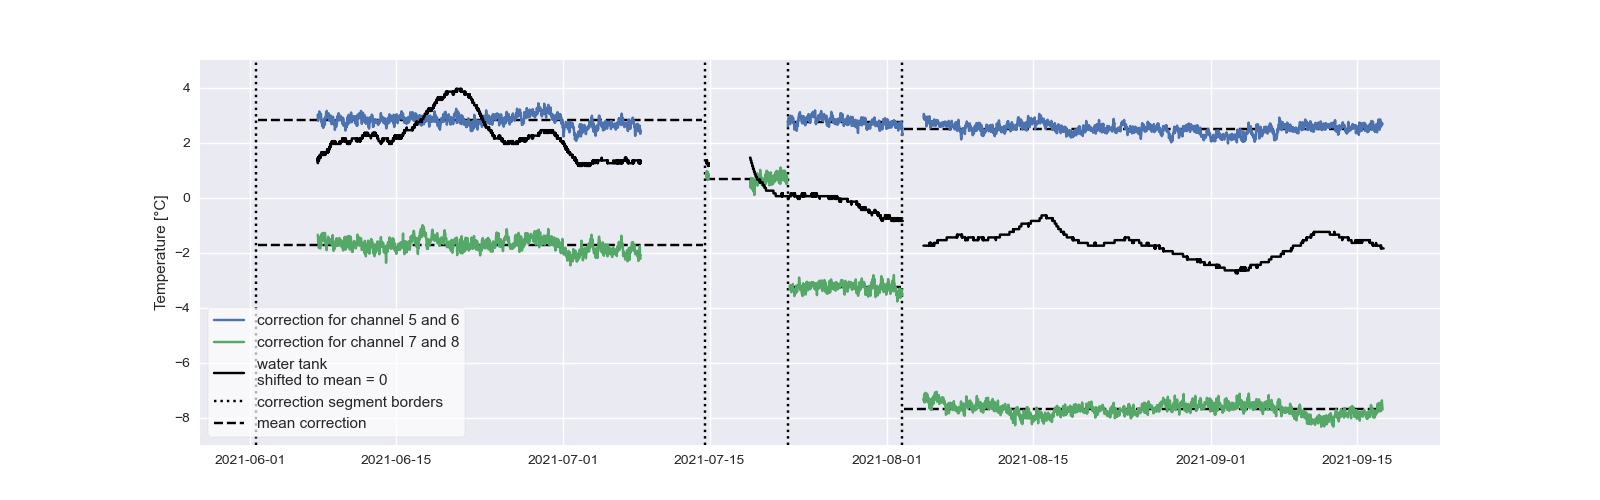 4
2
0
−2
−4
−6
−8
Temperature [°C]
correction for channel 5 and 6
correction for channel 7 and 8
water tank
shifted to mean = 0
correction segment borders
mean correction
2021-06-01 2021-06-15 2021-07-01 2021-07-15 2021-08-01 2021-08-15 2021-09-01 2021-09-15